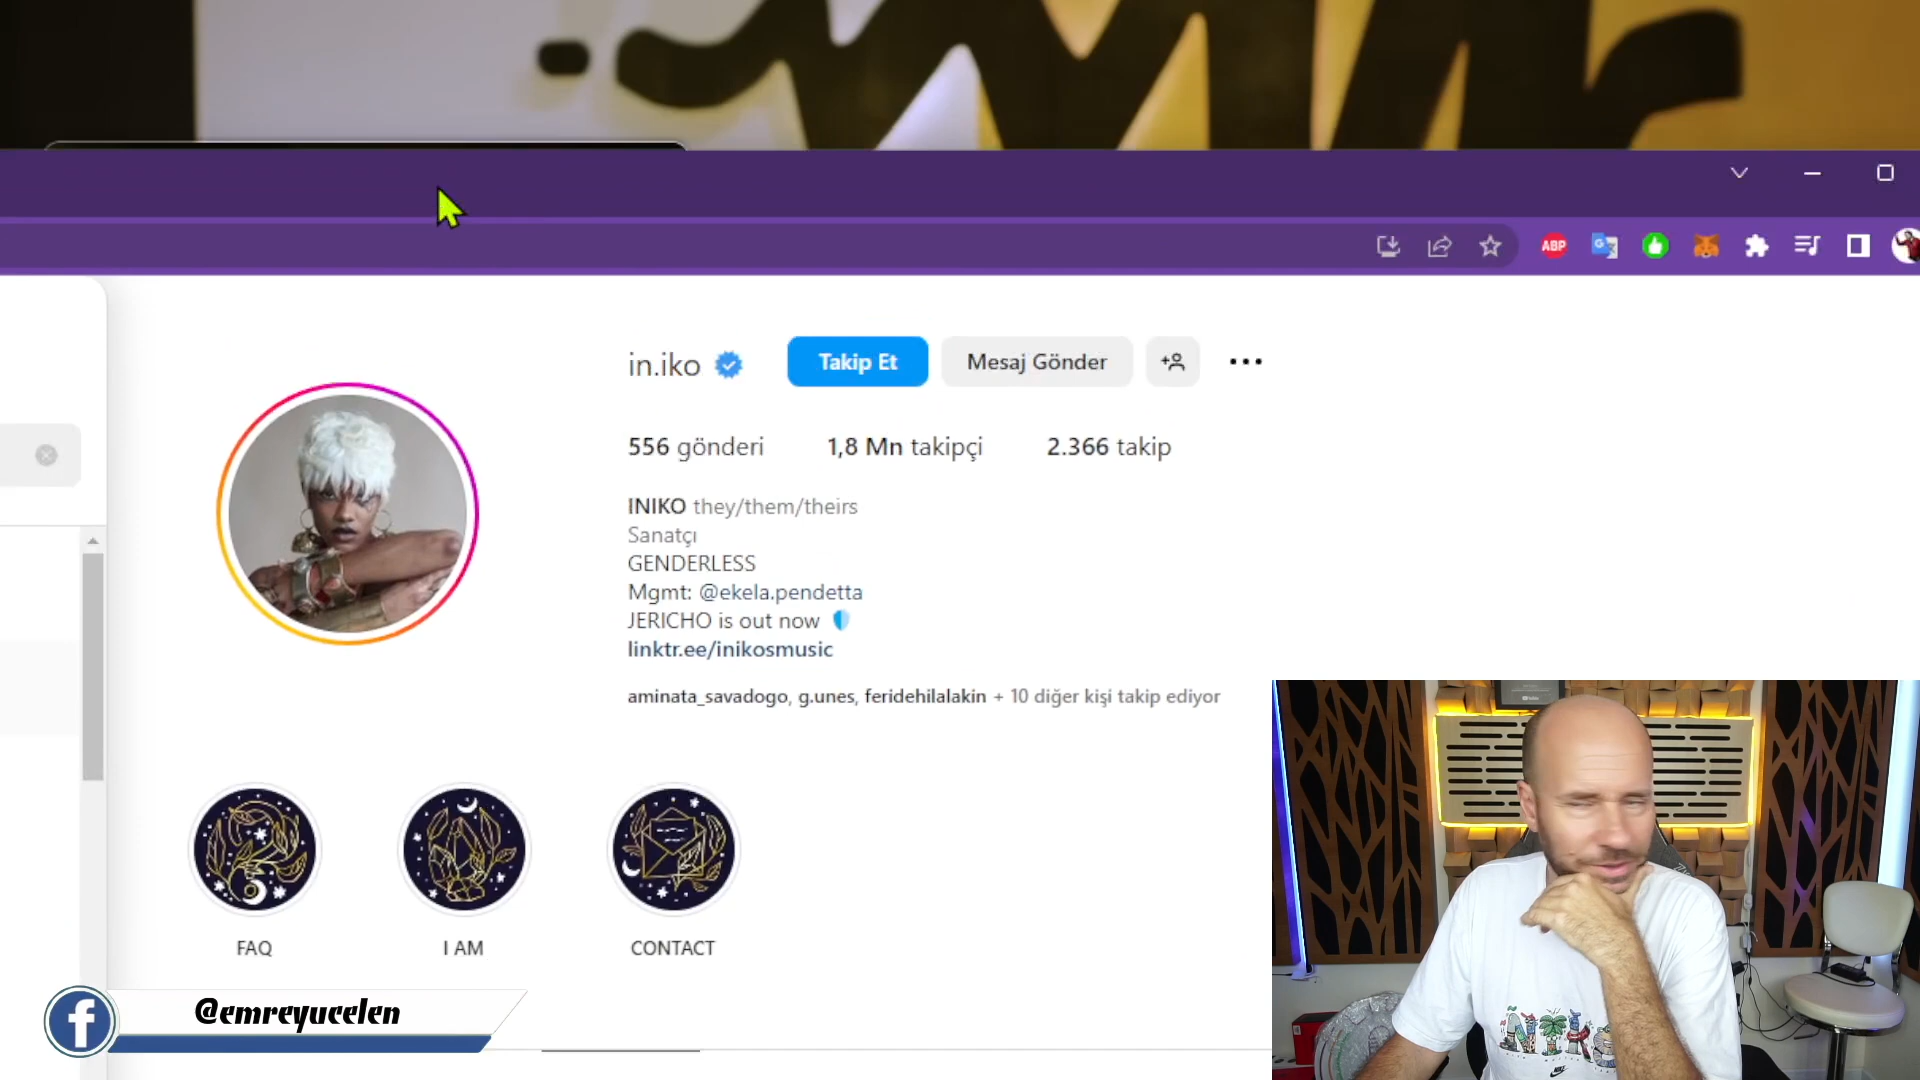 ABP
in.iko
Takip Et
Mesaj Gönder
556 gönderi
1,8 Mn takipçi
2.366 takip
INIKO they/them/theirs
Sanatçı
GENDERLESS
Mgmt: @ekela.pendetta
JERICHO is out now
linktr.ee/inikosmusic
aminata_savadogo, g.unes, feridehilalakin + 10 diğer kişi takip ediyor
FAQ
I AM
CONTACT
@emreyucelen